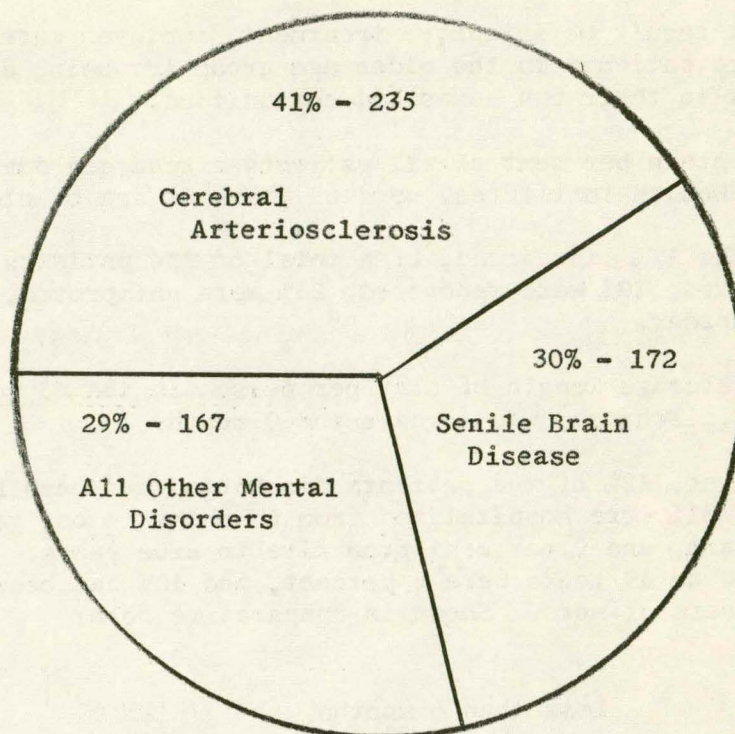 41% - 235
Cerebral
Arteriosclerosis
30% - 172
Senile Brain
Disease
29% - 167
All Other Mental
Disorders